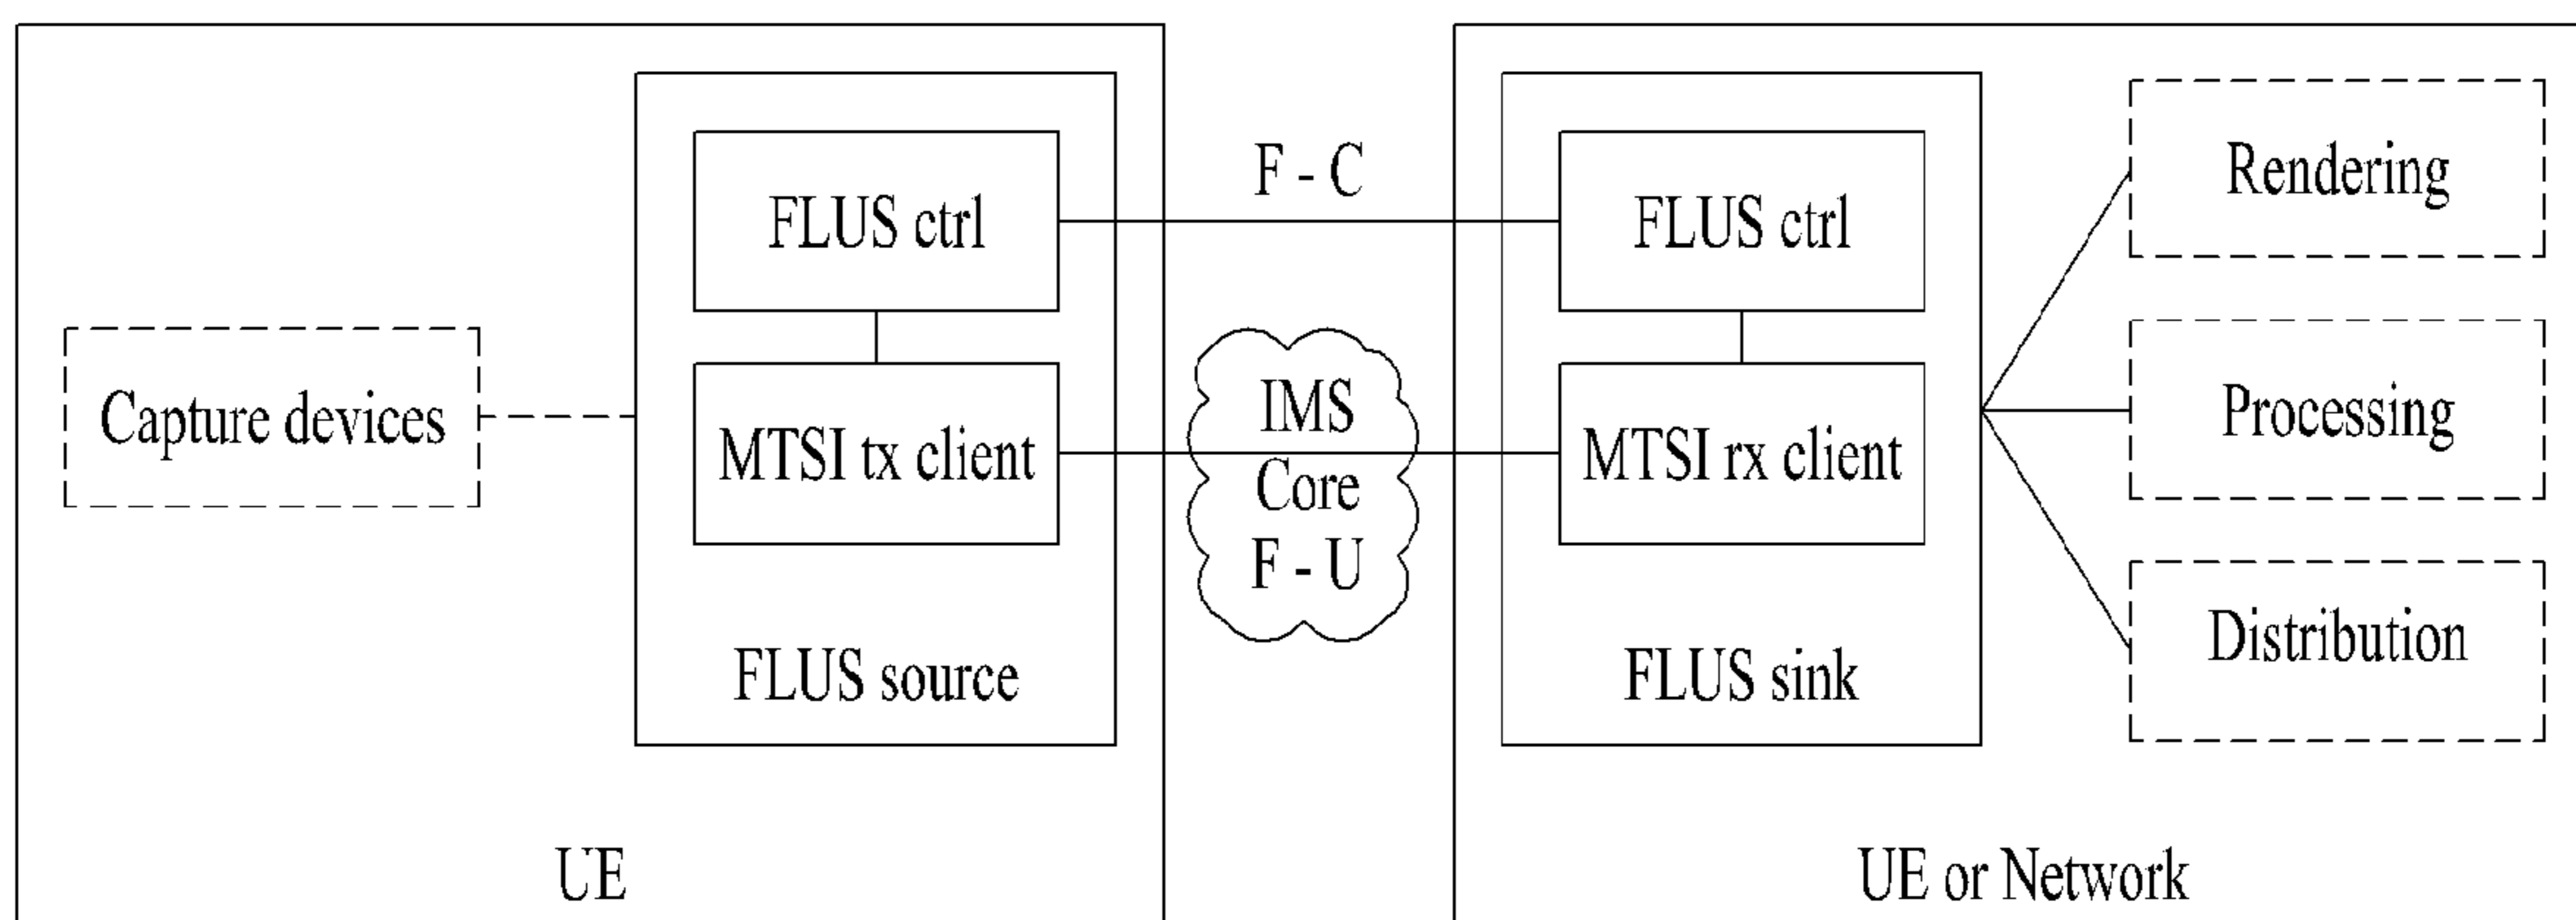 Capture devices
FLUS ctrl
MTSI tx client
FLUS source
UE
F - C
IMS
Core
F - U
FLUS ctrl
MTSI rx client
FLUS sink
Rendering
Processing
Distribution
UE or Network